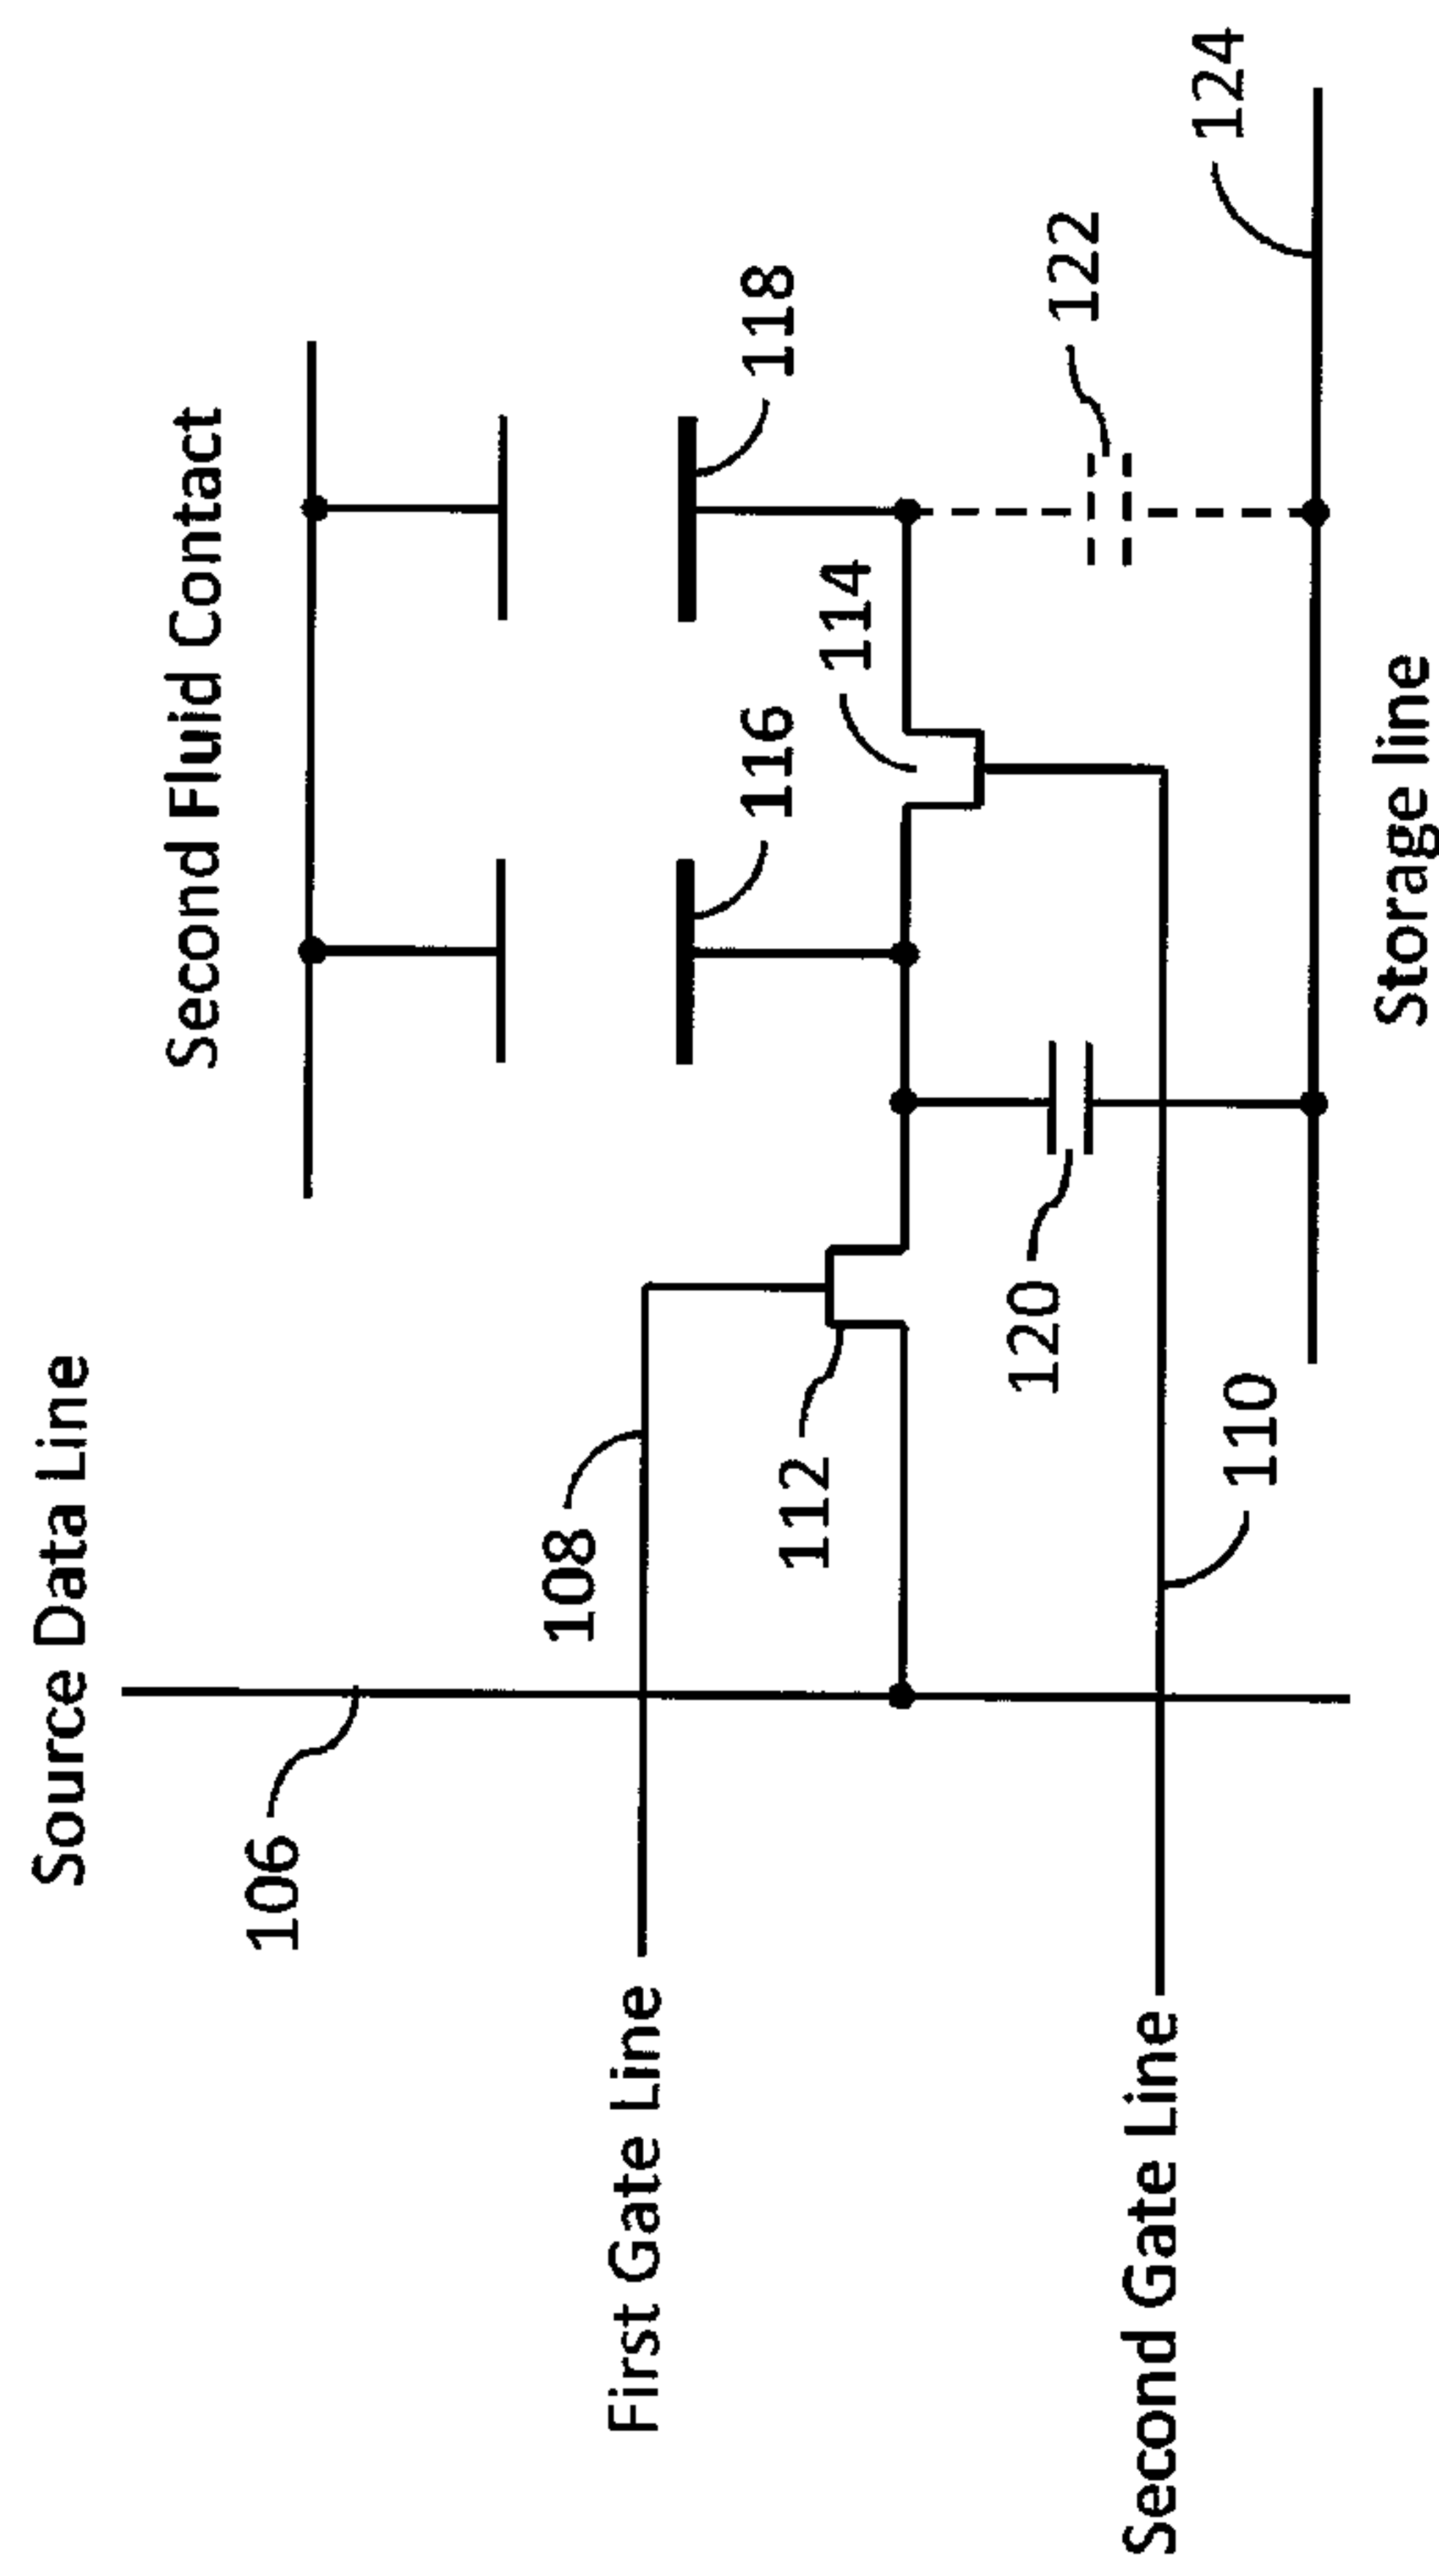 Source Data Line
Second Fluid Contact
106
108
116
118
112
114
120
122
124
110
First Gate Line
Second Gate Line
Storage line